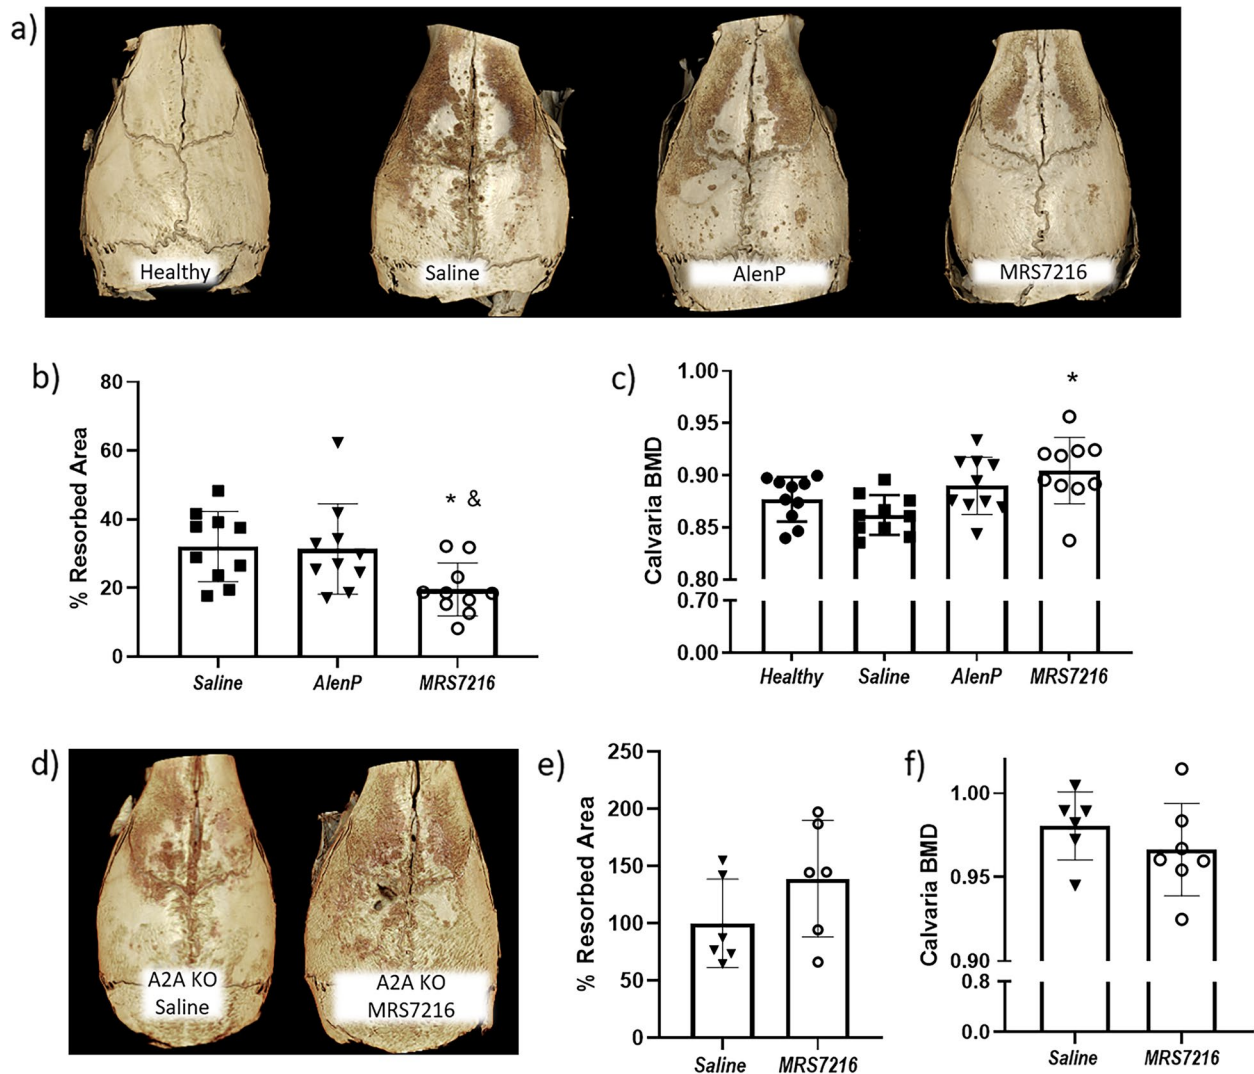 a)
Healthy
Saline
AlenP
MRS7216
b)
80
60
40
20
0
% Resorbed Area
* &
Saline
AlenP
MRS7216
c)
1.00
0.95
0.90
0.85
0.80
0.70
0.00
Calvaria BMD
*
Healthy
Saline
AlenP
MRS7216
d)
A2A KO
Saline
A2A KO
MRS7216
e)
250
200
150
100
50
0
% Resorbed Area
Saline
MRS7216
f)
1.00
0.95
0.90
0.8
0.0
Calvaria BMD
Saline
MRS7216